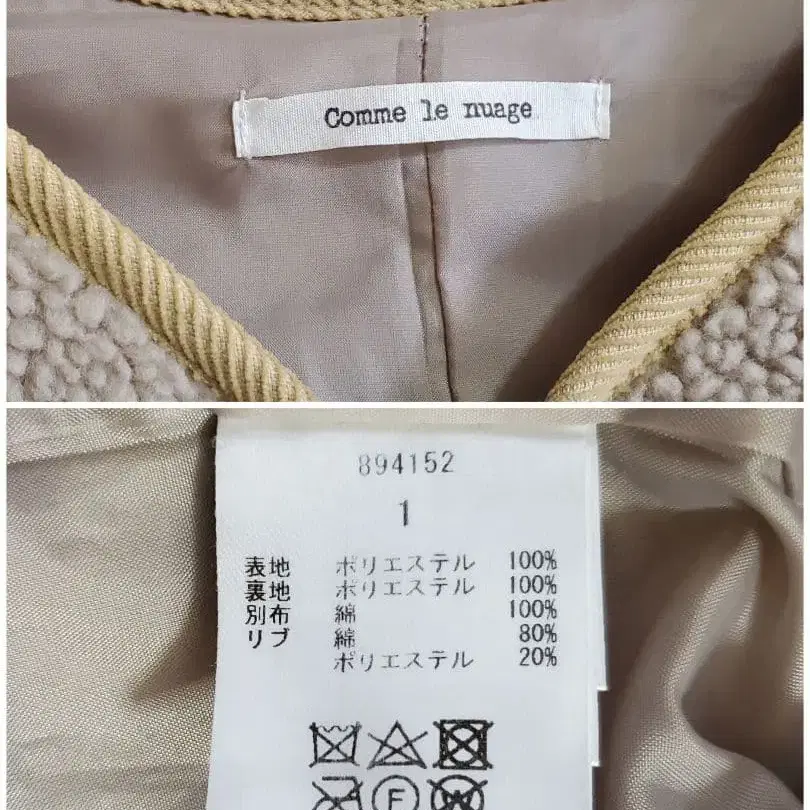 Comme le nuage
894152
1
表地 ポリエステル 100%
裏地 ポリエステル 100%
別布 綿 100%
リブ 綿 80%
ポリエステル 20%
F